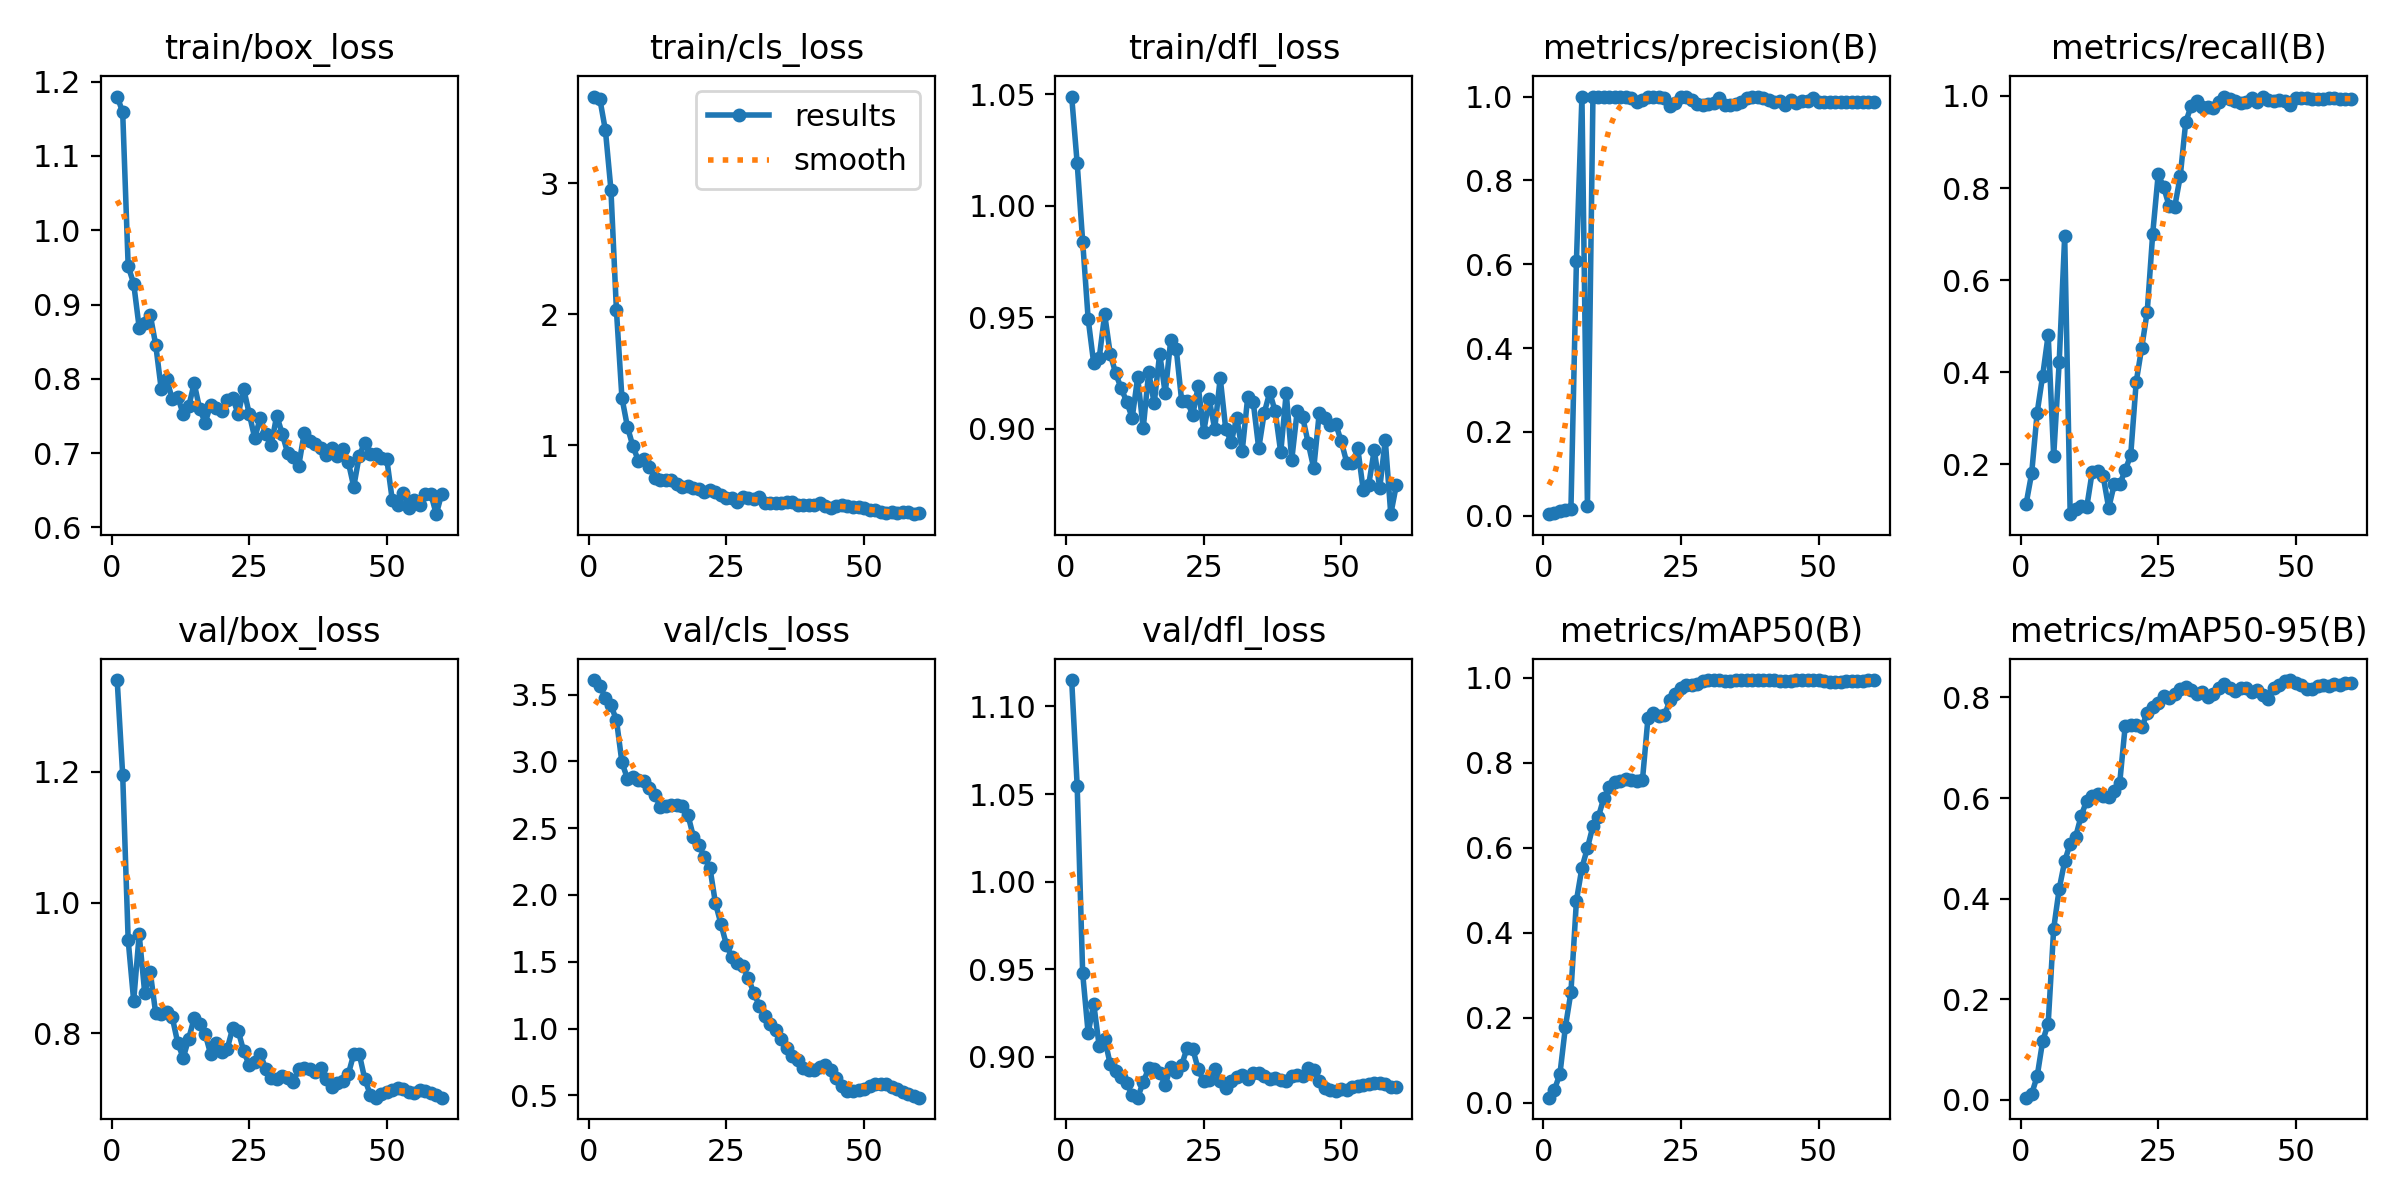 train/box_loss
1.2
1.1
1.0
0.9
0.8
0.7
0.6
0 25 50
train/cls_loss
results
smooth
3
2
1
0 25 50
train/dfl_loss
1.05
1.00
0.95
0.90
0 25 50
metrics/precision(B)
1.0
0.8
0.6
0.4
0.2
0.0
0 25 50
metrics/recall(B)
1.0
0.8
0.6
0.4
0.2
0 25 50
val/box_loss
1.2
1.0
0.8
0 25 50
val/cls_loss
3.5
3.0
2.5
2.0
1.5
1.0
0.5
0 25 50
val/dfl_loss
1.10
1.05
1.00
0.95
0.90
0 25 50
metrics/mAP50(B)
1.0
0.8
0.6
0.4
0.2
0.0
0 25 50
metrics/mAP50-95(B)
0.8
0.6
0.4
0.2
0.0
0 25 50